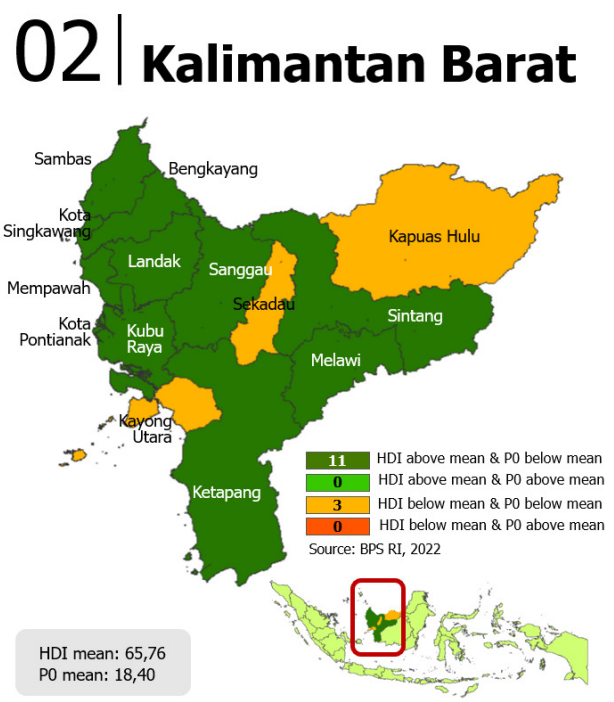 02 | Kalimantan Barat
Sambas
Bengkayang
Kota
Singkawang
Landak
Sanggau
Kapuas Hulu
Mempawah
Sekadau
Kota
Pontianak
Kubu
Raya
Sintang
Melawi
Kayong
Utara
Ketapang
11 HDI above mean & P0 below mean
0 HDI above mean & P0 above mean
3 HDI below mean & P0 below mean
0 HDI below mean & P0 above mean
Source: BPS RI, 2022
HDI mean: 65,76
P0 mean: 18,40